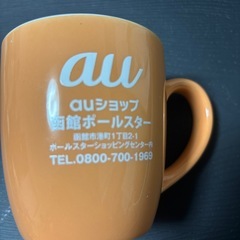 au
auショップ
函館ポールスター
函館市港町1丁目2-1
ポールスターショッピングセンター内
TEL.0800-700-1969